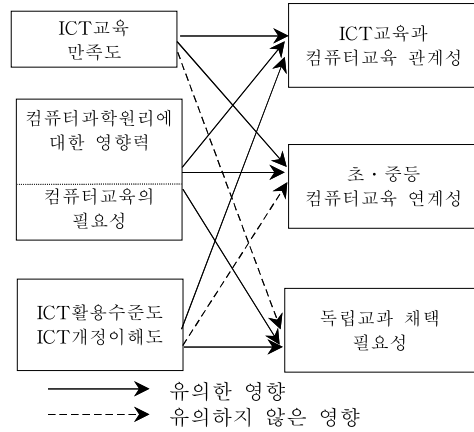 ICT교육
만족도
컴퓨터과학원리에
대한 영향력
컴퓨터교육의
필요성
ICT활용수준도
ICT개정이해도
ICT교육과
컴퓨터교육 관계성
초·중등
컴퓨터교육 연계성
독립교과 채택
필요성
유의한 영향
유의하지 않은 영향